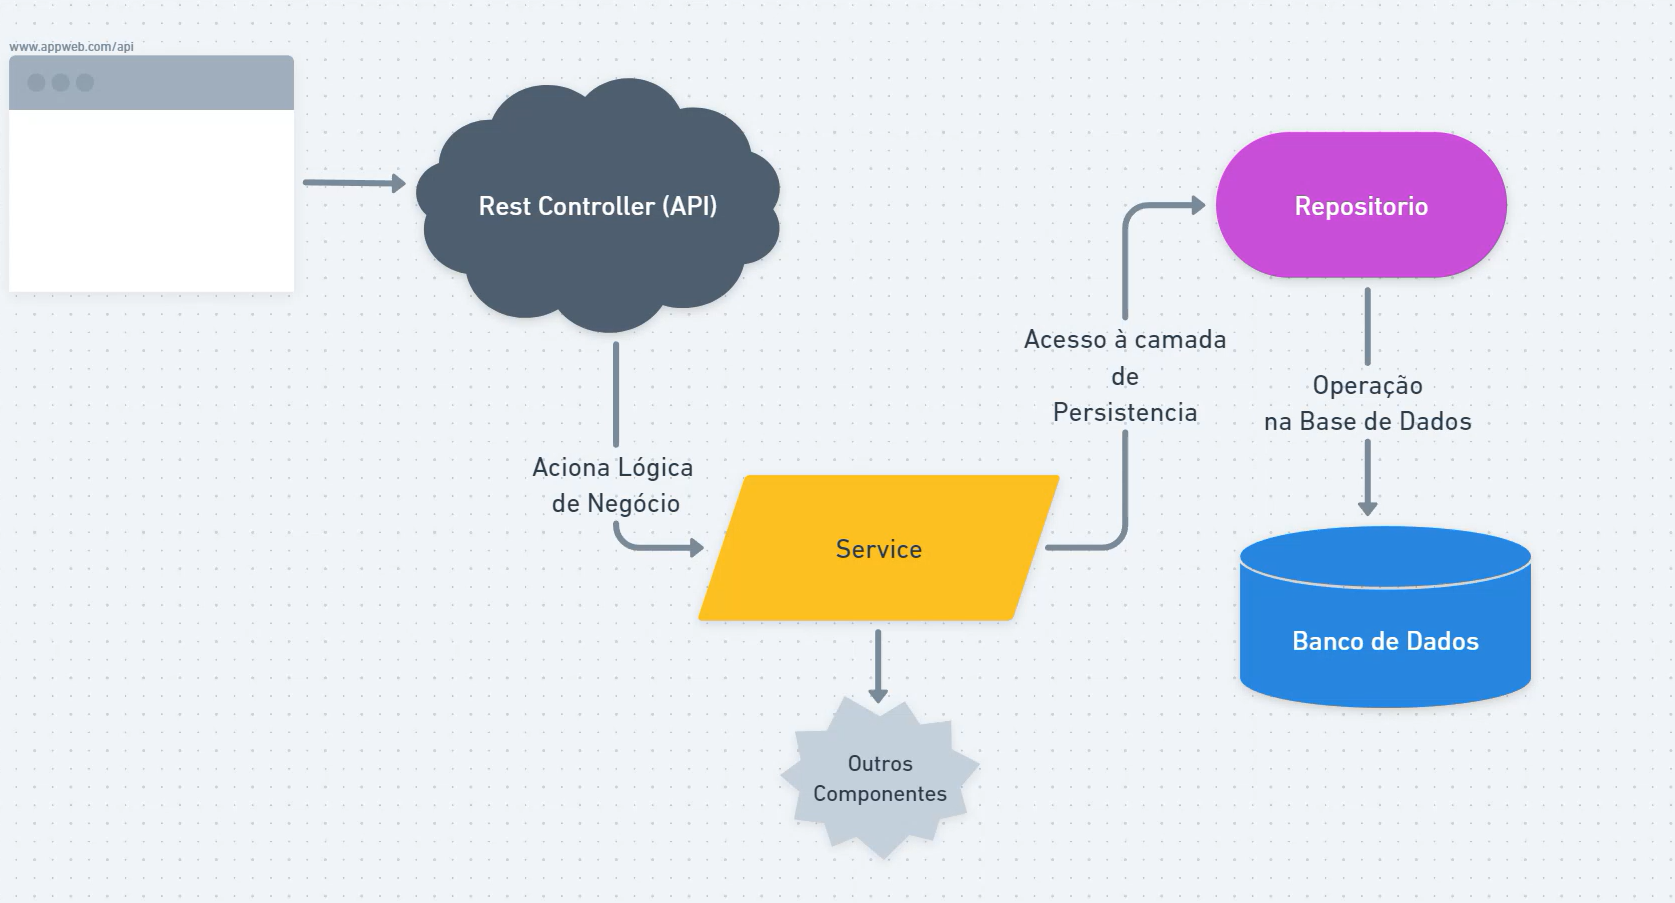 www.appweb.com/api
Rest Controller (API)
Repositorio
Acesso à camada
de
Persistencia
Operação
na Base de Dados
Aciona Lógica
de Negócio
Service
Banco de Dados
Outros
Componentes